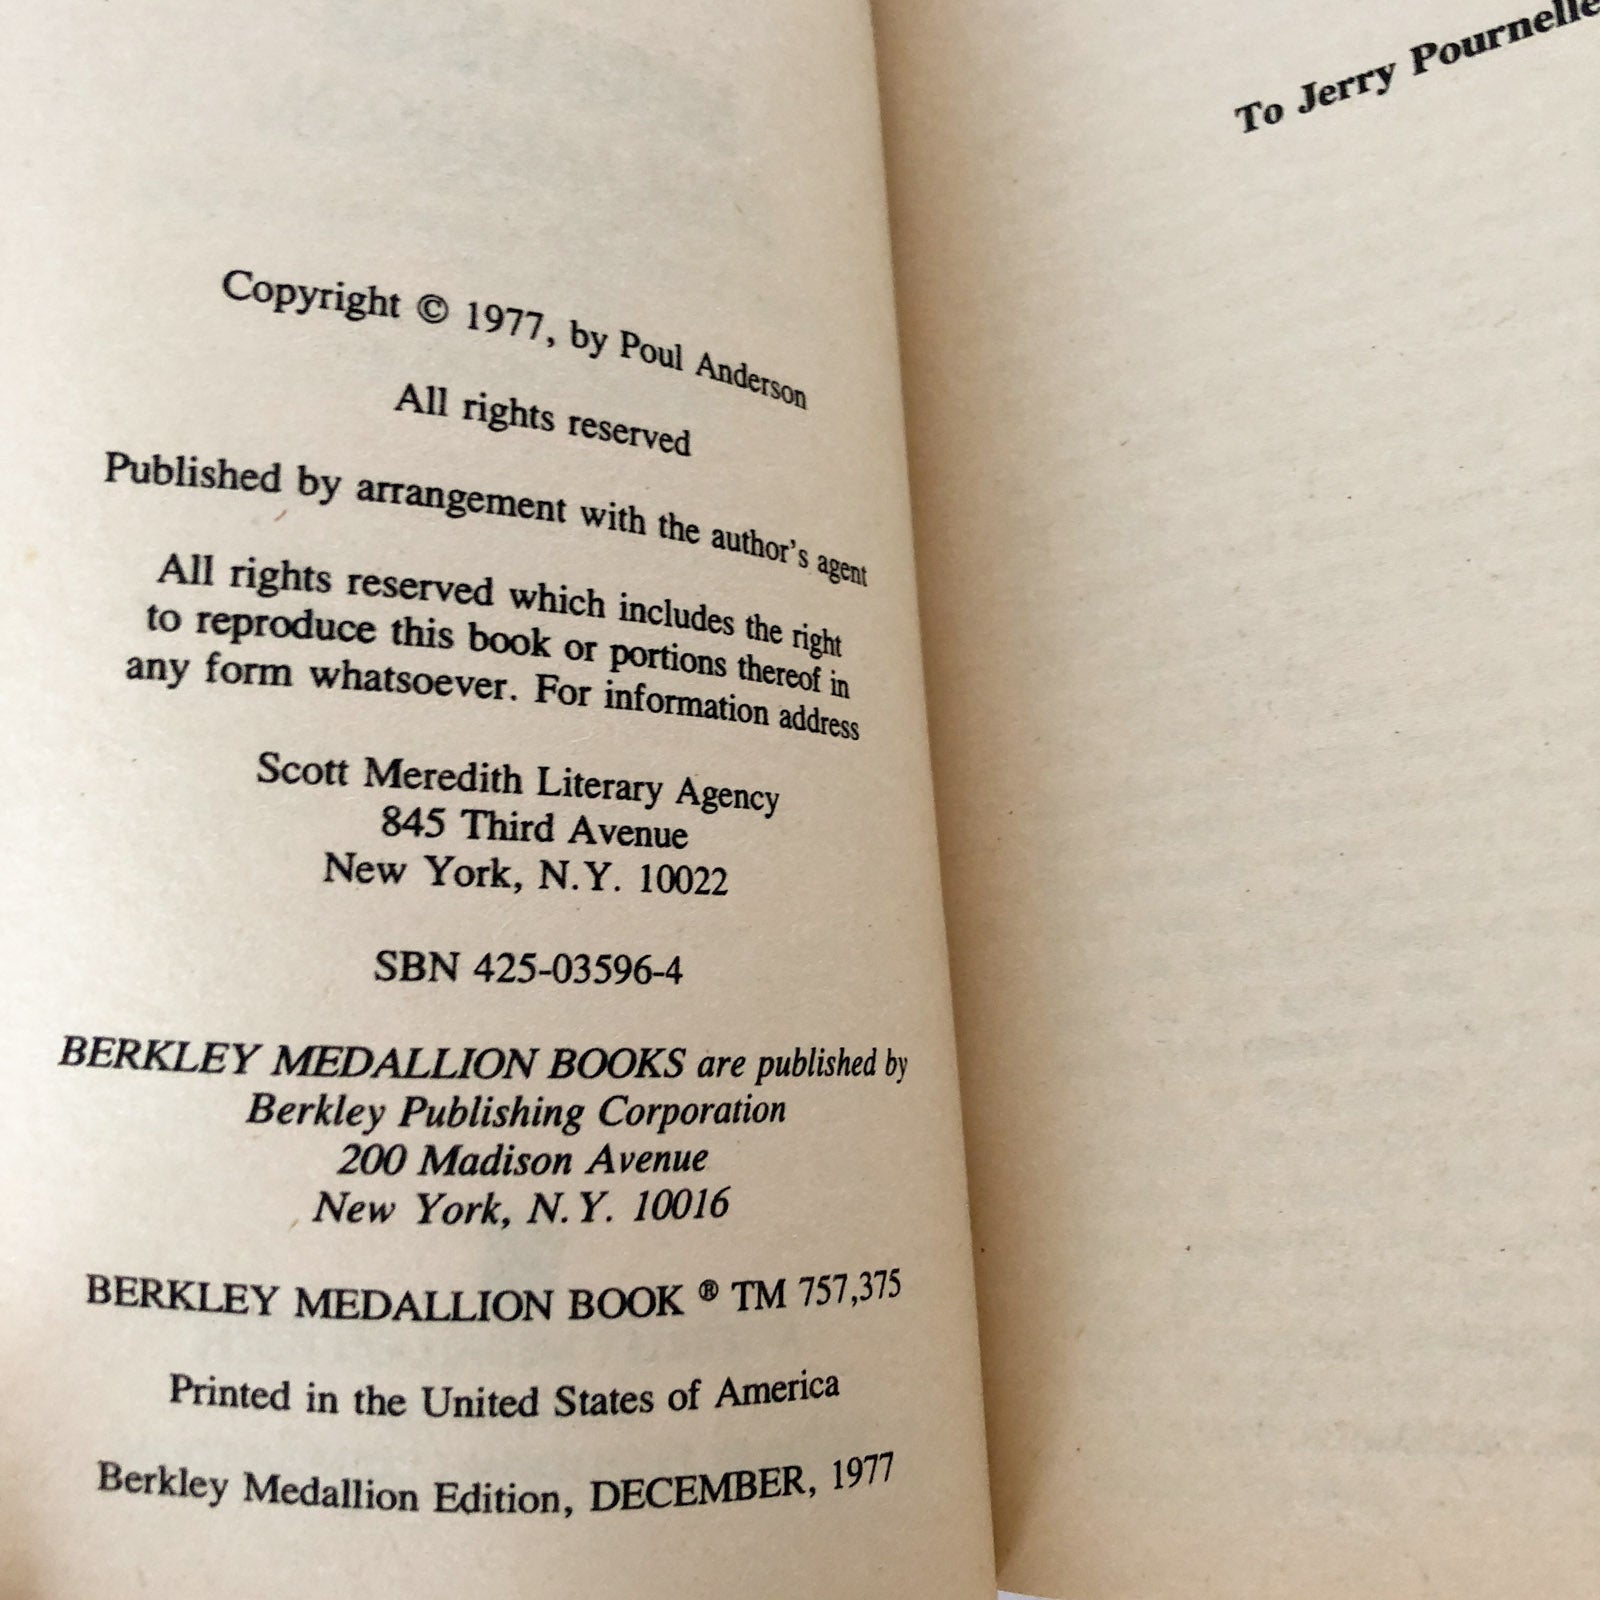 Copyright © 1977, by Poul Anderson
All rights reserved
Published by arrangement with the author's agent
All rights reserved which includes the right
to reproduce this book or portions thereof in
any form whatsoever. For information address
Scott Meredith Literary Agency
845 Third Avenue
New York, N.Y. 10022
SBN 425-03596-4
BERKLEY MEDALLION BOOKS are published by
Berkley Publishing Corporation
200 Madison Avenue
New York, N.Y. 10016
BERKLEY MEDALLION BOOK ® TM 757,375
Printed in the United States of America
Berkley Medallion Edition, DECEMBER, 1977
To Jerry Pournelle